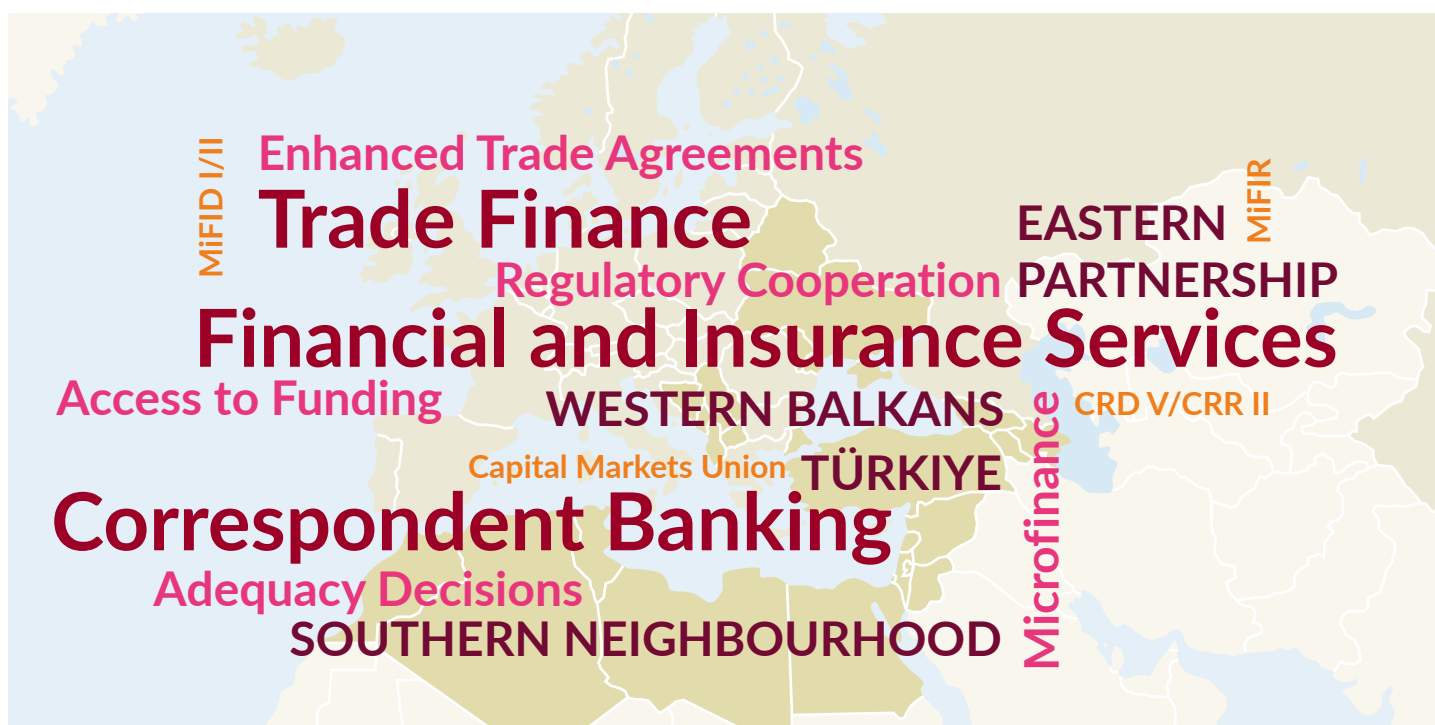 MiFID I/II
Enhanced Trade Agreements
Trade Finance
EASTERN
MiFIR
Regulatory Cooperation
PARTNERSHIP
Financial and Insurance Services
Access to Funding
WESTERN BALKANS
CRD V/CRR II
Capital Markets Union
TÜRKIYE
Microfinance
Correspondent Banking
Adequacy Decisions
SOUTHERN NEIGHBOURHOOD